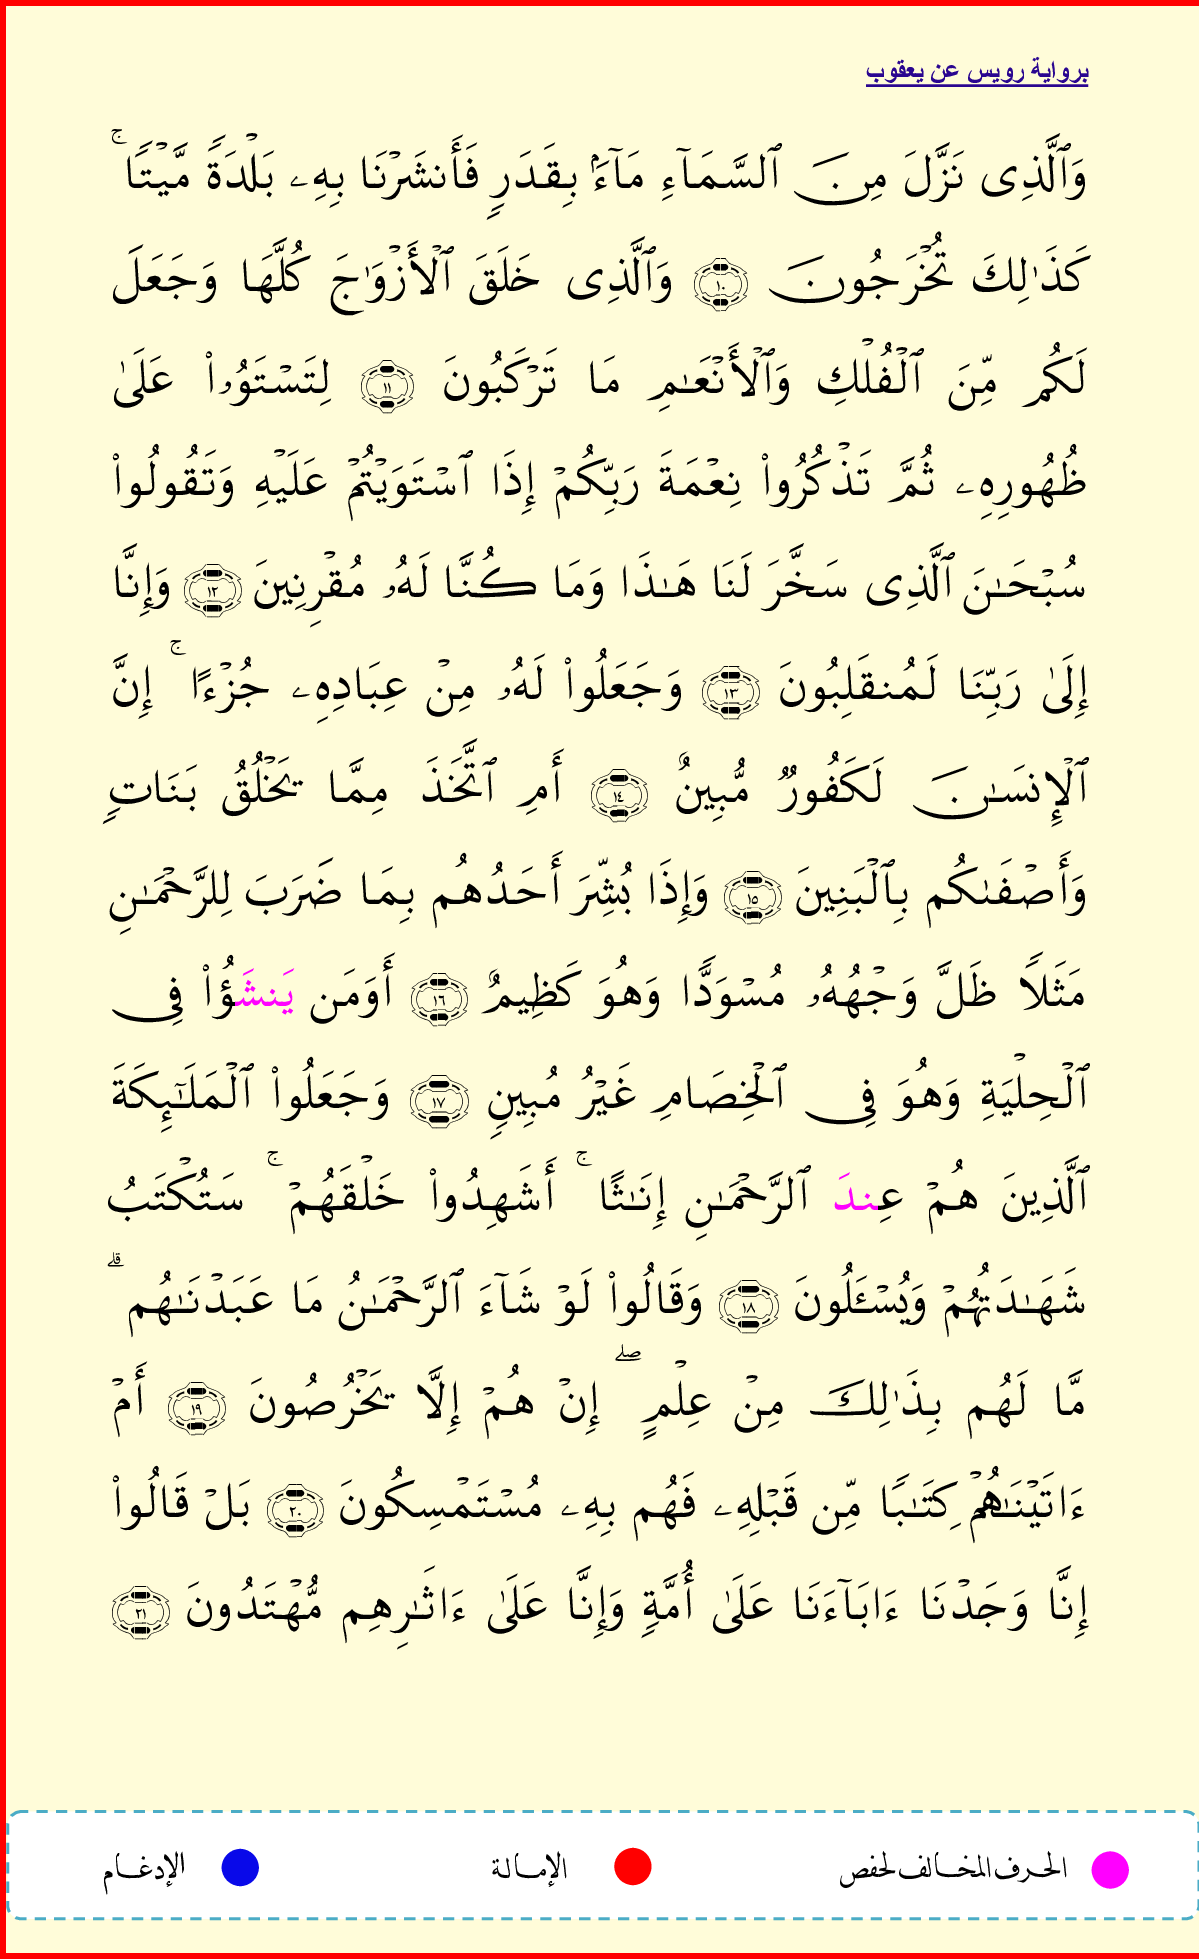 برواية رويس عن يعقوب
وَٱلَّذِى نَزَّلَ مِنَ ٱلسَّمَآءِ مَآءَۢ بِقَدَرٍ فَأَنشَرْنَا بِهِۦ بَلْدَةً مَّيْتًا ۚ
كَذَٰلِكَ تُخْرَجُونَ ١٠ وَٱلَّذِى خَلَقَ ٱلْأَزْوَٰجَ كُلَّهَا وَجَعَلَ
لَكُم مِّنَ ٱلْفُلْكِ وَٱلْأَنْعَـٰمِ مَا تَرْكَبُونَ ١١ لِتَسْتَوُۥا۟ عَلَىٰ
ظُهُورِهِۦ ثُمَّ تَذْكُرُوا۟ نِعْمَةَ رَبِّكُمْ إِذَا ٱسْتَوَيْتُمْ عَلَيْهِ وَتَقُولُوا۟
سُبْحَـٰنَ ٱلَّذِى سَخَّرَ لَنَا هَـٰذَا وَمَا كُنَّا لَهُۥ مُقْرِنِينَ ١٢ وَإِنَّا
إِلَىٰ رَبِّنَا لَمُنقَلِبُونَ ١٣ وَجَعَلُوا۟ لَهُۥ مِنْ عِبَادِهِۦ جُزْءًا ۚ إِنَّ
ٱلْإِنسَـٰنَ لَكَفُورٌ مُّبِينٌ ١٤ أَمِ ٱتَّخَذَ مِمَّا يَخْلُقُ بَنَاتٍ
وَأَصْفَىٰكُم بِٱلْبَنِينَ ١٥ وَإِذَا بُشِّرَ أَحَدُهُم بِمَا ضَرَبَ لِلرَّحْمَـٰنِ
مَثَلًا ظَلَّ وَجْهُهُۥ مُسْوَدًّا وَهُوَ كَظِيمٌ ١٦ أَوَمَن يَنشَؤُا۟ فِى
ٱلْحِلْيَةِ وَهُوَ فِى ٱلْخِصَامِ غَيْرُ مُبِينٍ ١٧ وَجَعَلُوا۟ ٱلْمَلَـٰٓئِكَةَ
ٱلَّذِينَ هُمْ عِندَ ٱلرَّحْمَـٰنِ إِنَـٰثًا ۚ أَشَهِدُوا۟ خَلْقَهُمْ ۚ سَتُكْتَبُ
شَهَـٰدَتُهُمْ وَيُسْـَٔلُونَ ١٨ وَقَالُوا۟ لَوْ شَآءَ ٱلرَّحْمَـٰنُ مَا عَبَدْنَـٰهُم ۗ
مَّا لَهُم بِذَٰلِكَ مِنْ عِلْمٍ ۖ إِنْ هُمْ إِلَّا يَخْرُصُونَ ١٩ أَمْ
ءَاتَيْنَـٰهُمْ كِتَـٰبًا مِّن قَبْلِهِۦ فَهُم بِهِۦ مُسْتَمْسِكُونَ ٢٠ بَلْ قَالُوا۟
إِنَّا وَجَدْنَا ءَابَآءَنَا عَلَىٰ أُمَّةٍ وَإِنَّا عَلَىٰ ءَاثَـٰرِهِم مُّهْتَدُونَ ٢١
الحرف المخالف لحفص الإمالة الإدغام